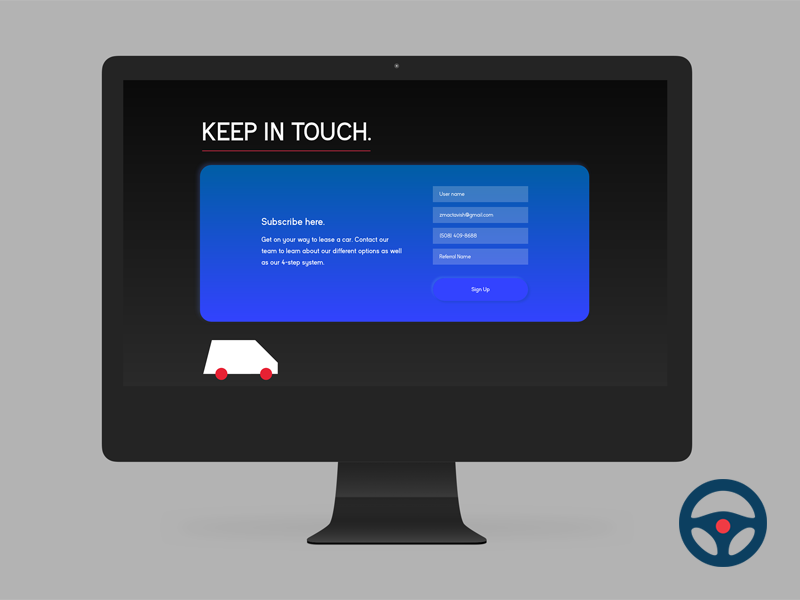 KEEP IN TOUCH.
Subscribe here.
Get on your way to lease a car. Contact our
team to learn about our different options as well
as our 4-step system.
User name
zmactavish@gmail.com
(508) 409-8688
Referral Name
Sign Up